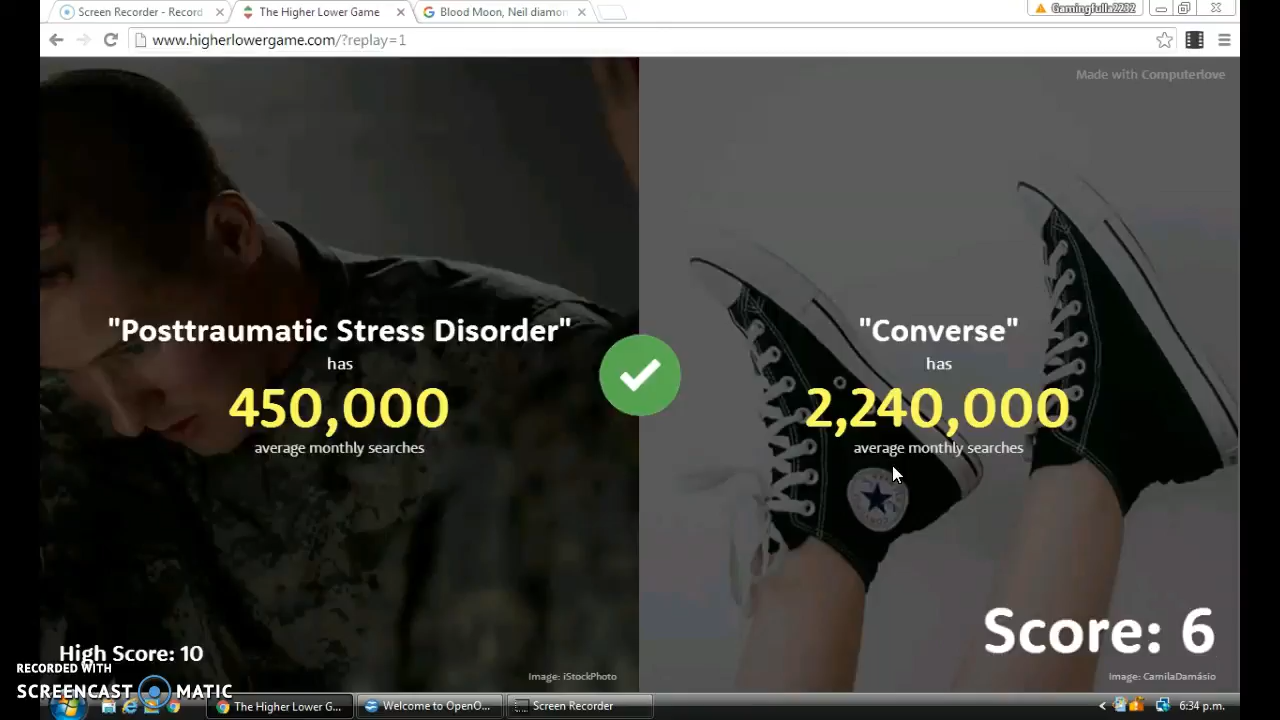 Screen Recorder - Record
The Higher Lower Game
Blood Moon, Neil diamon
Gamingfulla2232
www.higherlowergame.com/?replay=1
Made with Computerlove
"Posttraumatic Stress Disorder"
has
450,000
average monthly searches
"Converse"
has
2,240,000
average monthly searches
Score: 6
High Score: 10
RECORDED WITH
SCREENCAST MATIC
Image: iStockPhoto
Image: CamilaDamásio
The Higher Lower G...
Welcome to OpenO...
Screen Recorder
6:34 p.m.